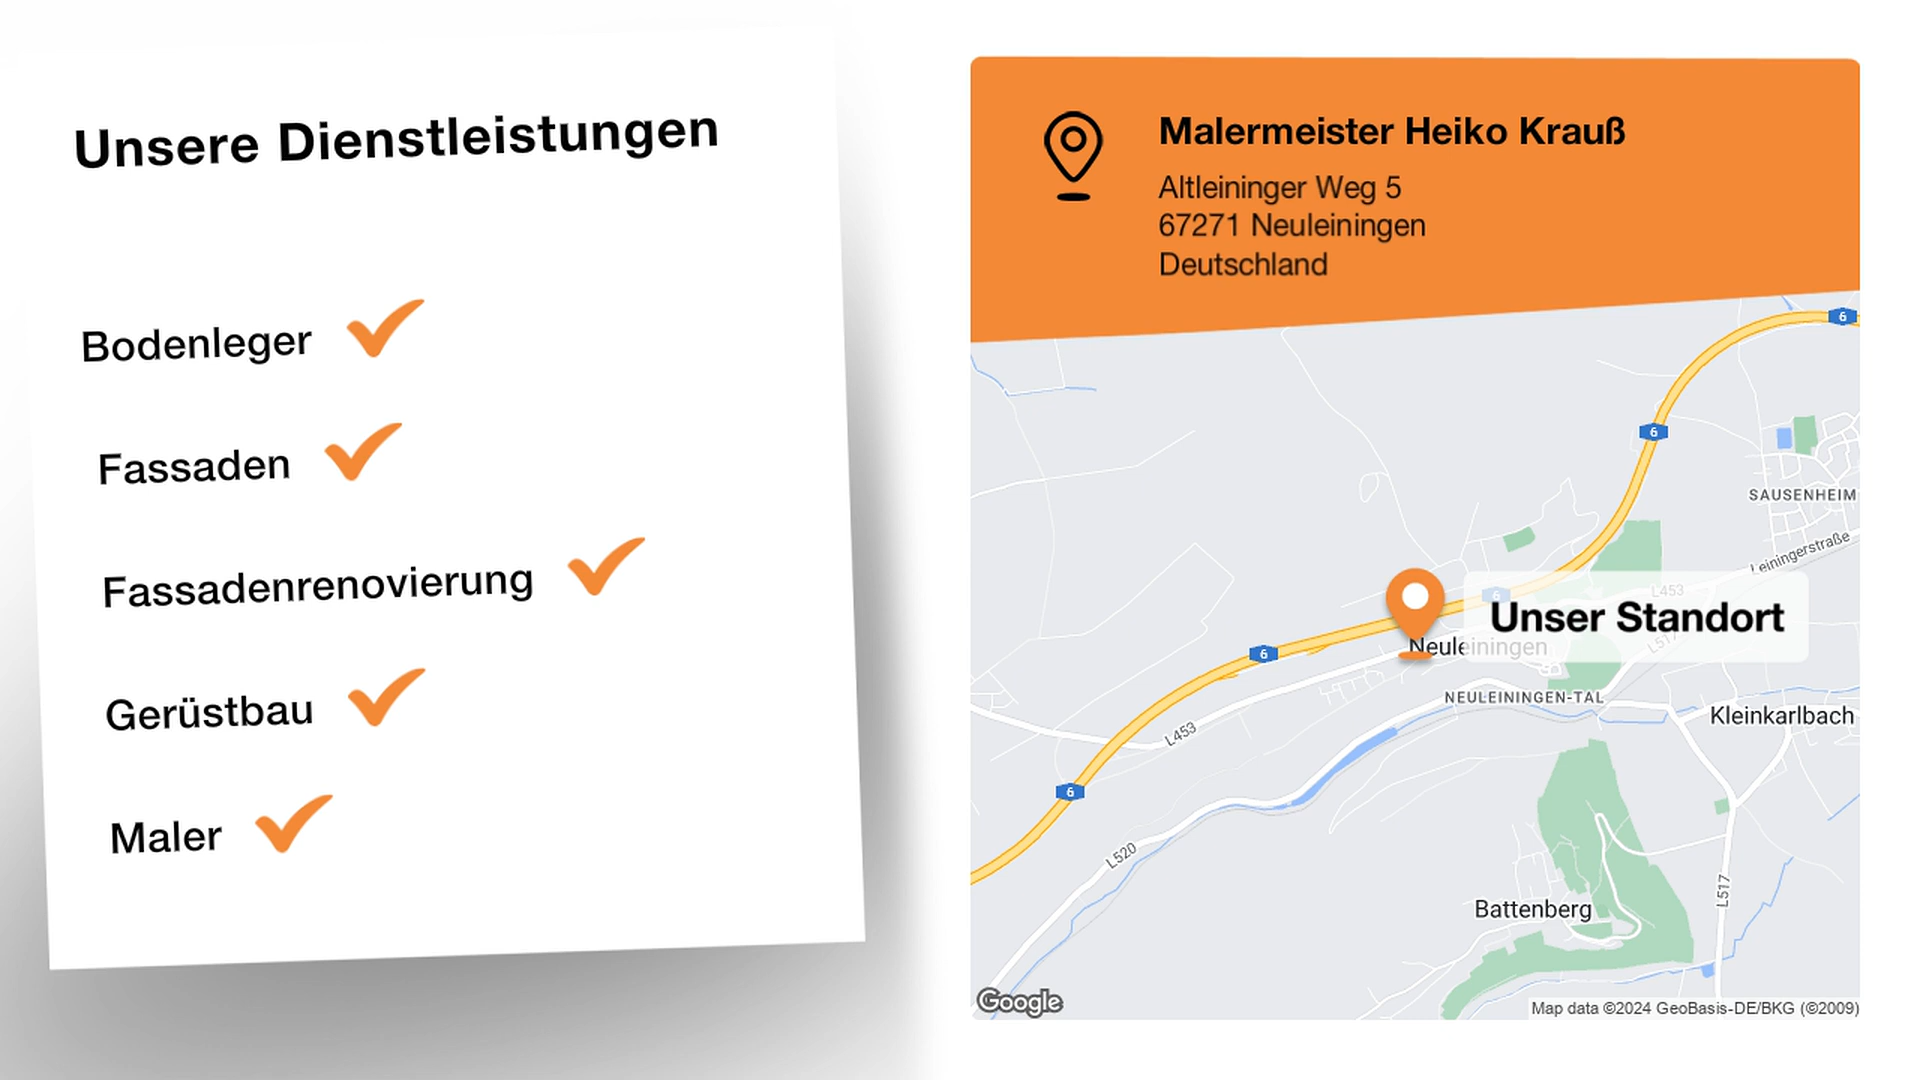 Unsere Dienstleistungen
Bodenleger
Fassaden
Fassadenrenovierung
Gerüstbau
Maler
Malermeister Heiko Krauß
Altleininger Weg 5
67271 Neuleiningen
Deutschland
6
6
SAUSENHEIM
Leiningerstraße
6
L453
Unser Standort
Neuleiningen
L517
6
NEULEININGEN-TAL
Kleinkarlbach
L453
6
L520
L517
Battenberg
Google
Map data ©2024 GeoBasis-DE/BKG (©2009)